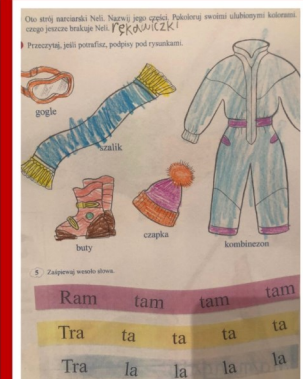 Oto strój narciarski Neli. Nazwij jego części. Pokoloruj swoimi ulubionymi kolorami.
czego jeszcze brakuje Neli. rękawiczki
Przeczytaj, jeśli potrafisz, podpisy pod rysunkami.
gogle
szalik
buty
czapka
kombinezon
5 Zaśpiewaj wesoło słowa.
Ram tam tam tam
Tra ta ta ta ta
Tra la la la la